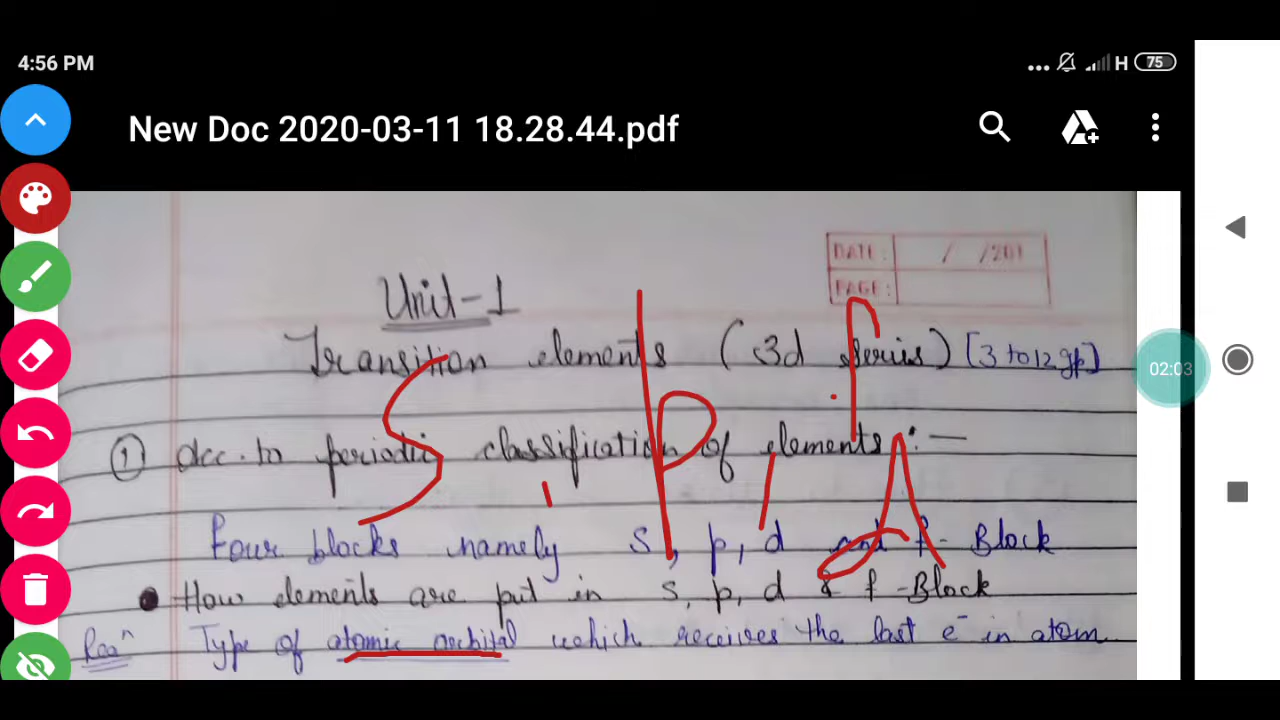 4:56 PM
... H 75
New Doc 2020-03-11 18.28.44.pdf
DATE: / /201
PAGE:
Unit-1
Transition elements (3d series) [3 to 12 gp]
02:03
① Acc. to periodic classification of elements:—
Four blocks namely s, p, d and f- Block
• How elements are put in s, p, d & f -Block
Reaⁿ Type of atomic orbital which receives the last e⁻ in atom
s, p,